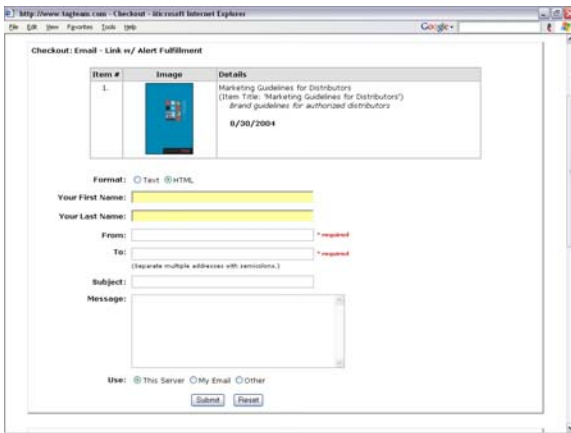 http://www.tagteam.com - Checkout - Microsoft Internet Explorer
File Edit View Favorites Tools Help
Google
Checkout: Email - Link w/ Alert Fulfillment
Item # Image Details
1. Marketing Guidelines for Distributors
(Item Title: 'Marketing Guidelines for Distributors')
Brand guidelines for authorized distributors
8/30/2004
Format: Text HTML
Your First Name:
Your Last Name:
From: * required
To: * required
(Separate multiple addresses with semicolons.)
Subject:
Message:
Use: This Server My Email Other
Submit Reset